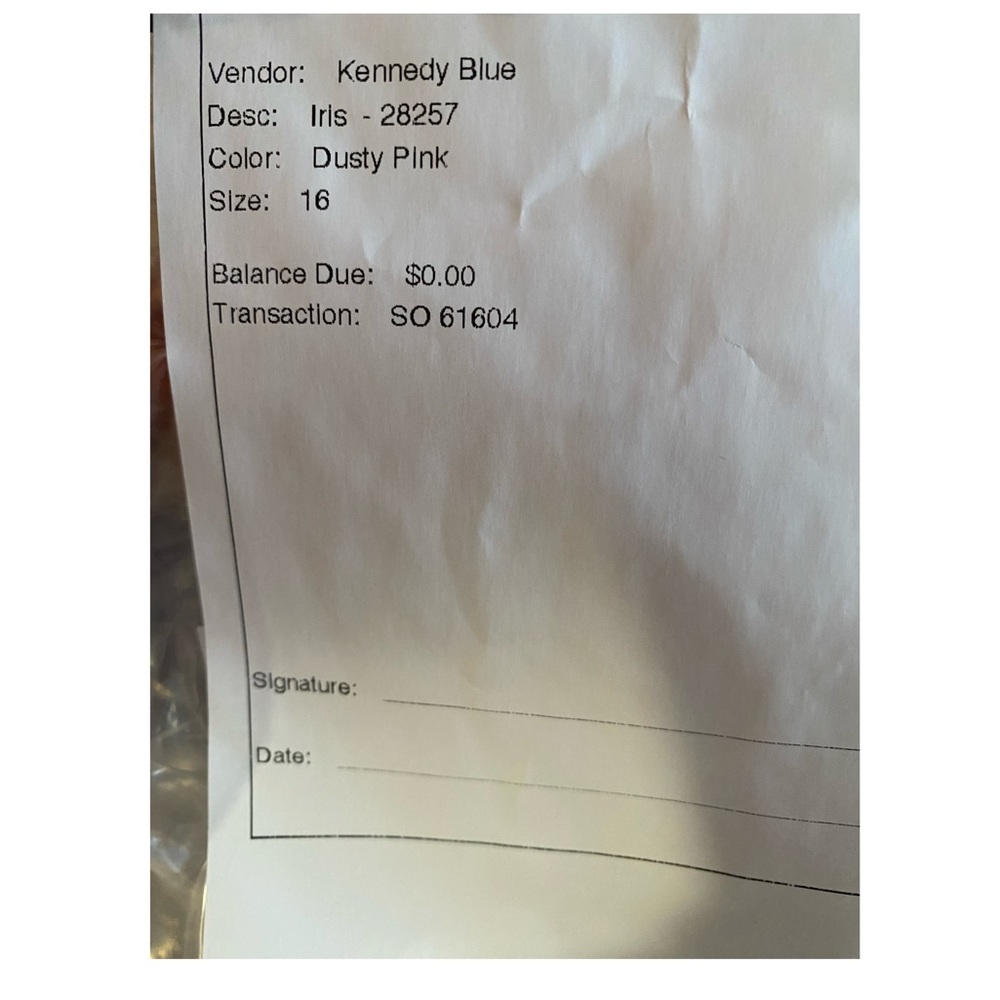 Vendor: Kennedy Blue
Desc: Iris - 28257
Color: Dusty Pink
Size: 16
Balance Due: $0.00
Transaction: SO 61604
Signature:
Date: